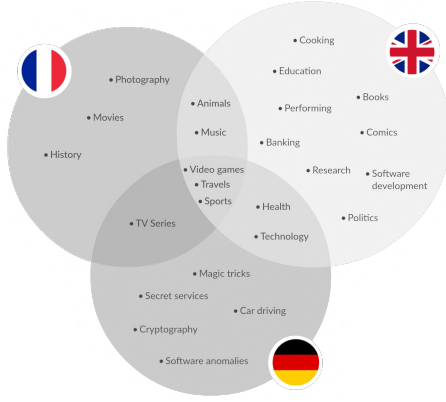 • Cooking
• Education
• Photography
• Books
• Animals
• Performing
• Movies
• Music
• Comics
• Banking
• History
• Video games
• Research
• Software
development
• Travels
• Sports
• Health
• Politics
• TV Series
• Technology
• Magic tricks
• Secret services
• Car driving
• Cryptography
• Software anomalies